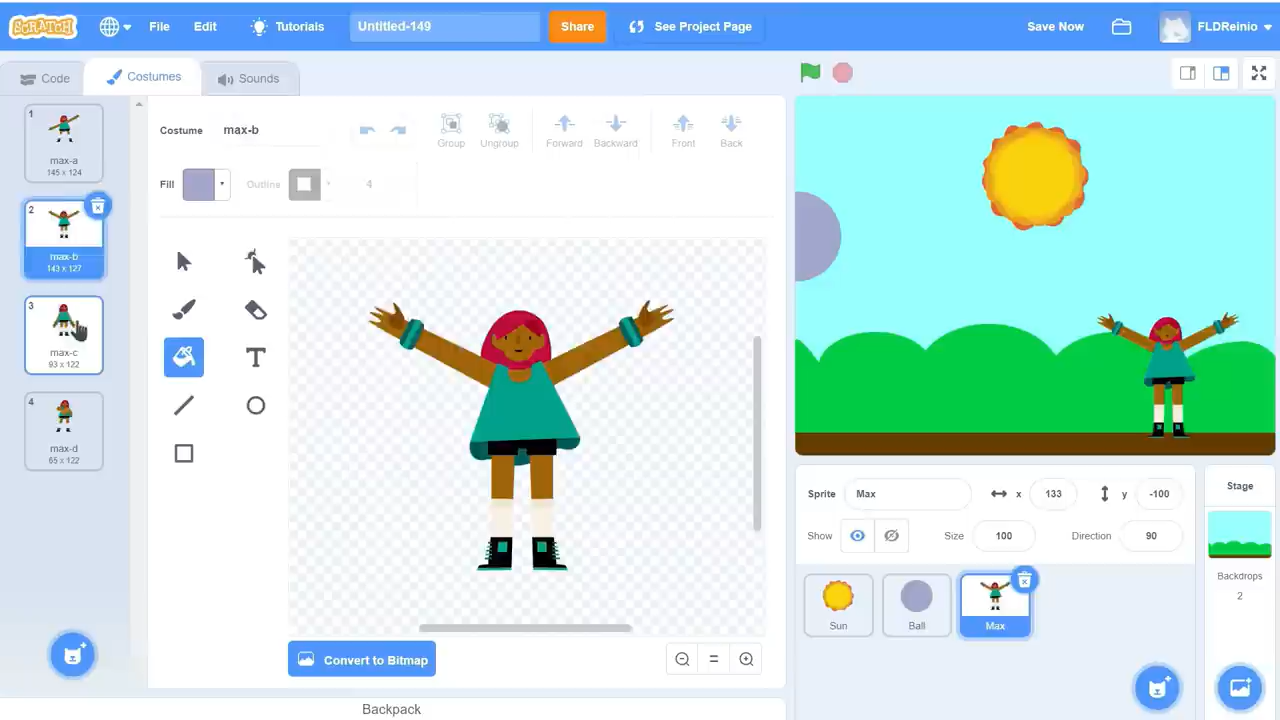 SCRATCH
File
Edit
Tutorials
Untitled-149
Share
See Project Page
Save Now
FLDReinio
Code
Costumes
Sounds
1
max-a
145 x 124
2
max-b
143 x 127
3
max-c
93 x 122
4
max-d
65 x 122
Costume
max-b
Group
Ungroup
Forward
Backward
Front
Back
Fill
Outline
4
Convert to Bitmap
Backpack
Sprite
Max
x
133
y
-100
Show
Size
100
Direction
90
Sun
Ball
Max
Stage
Backdrops
2